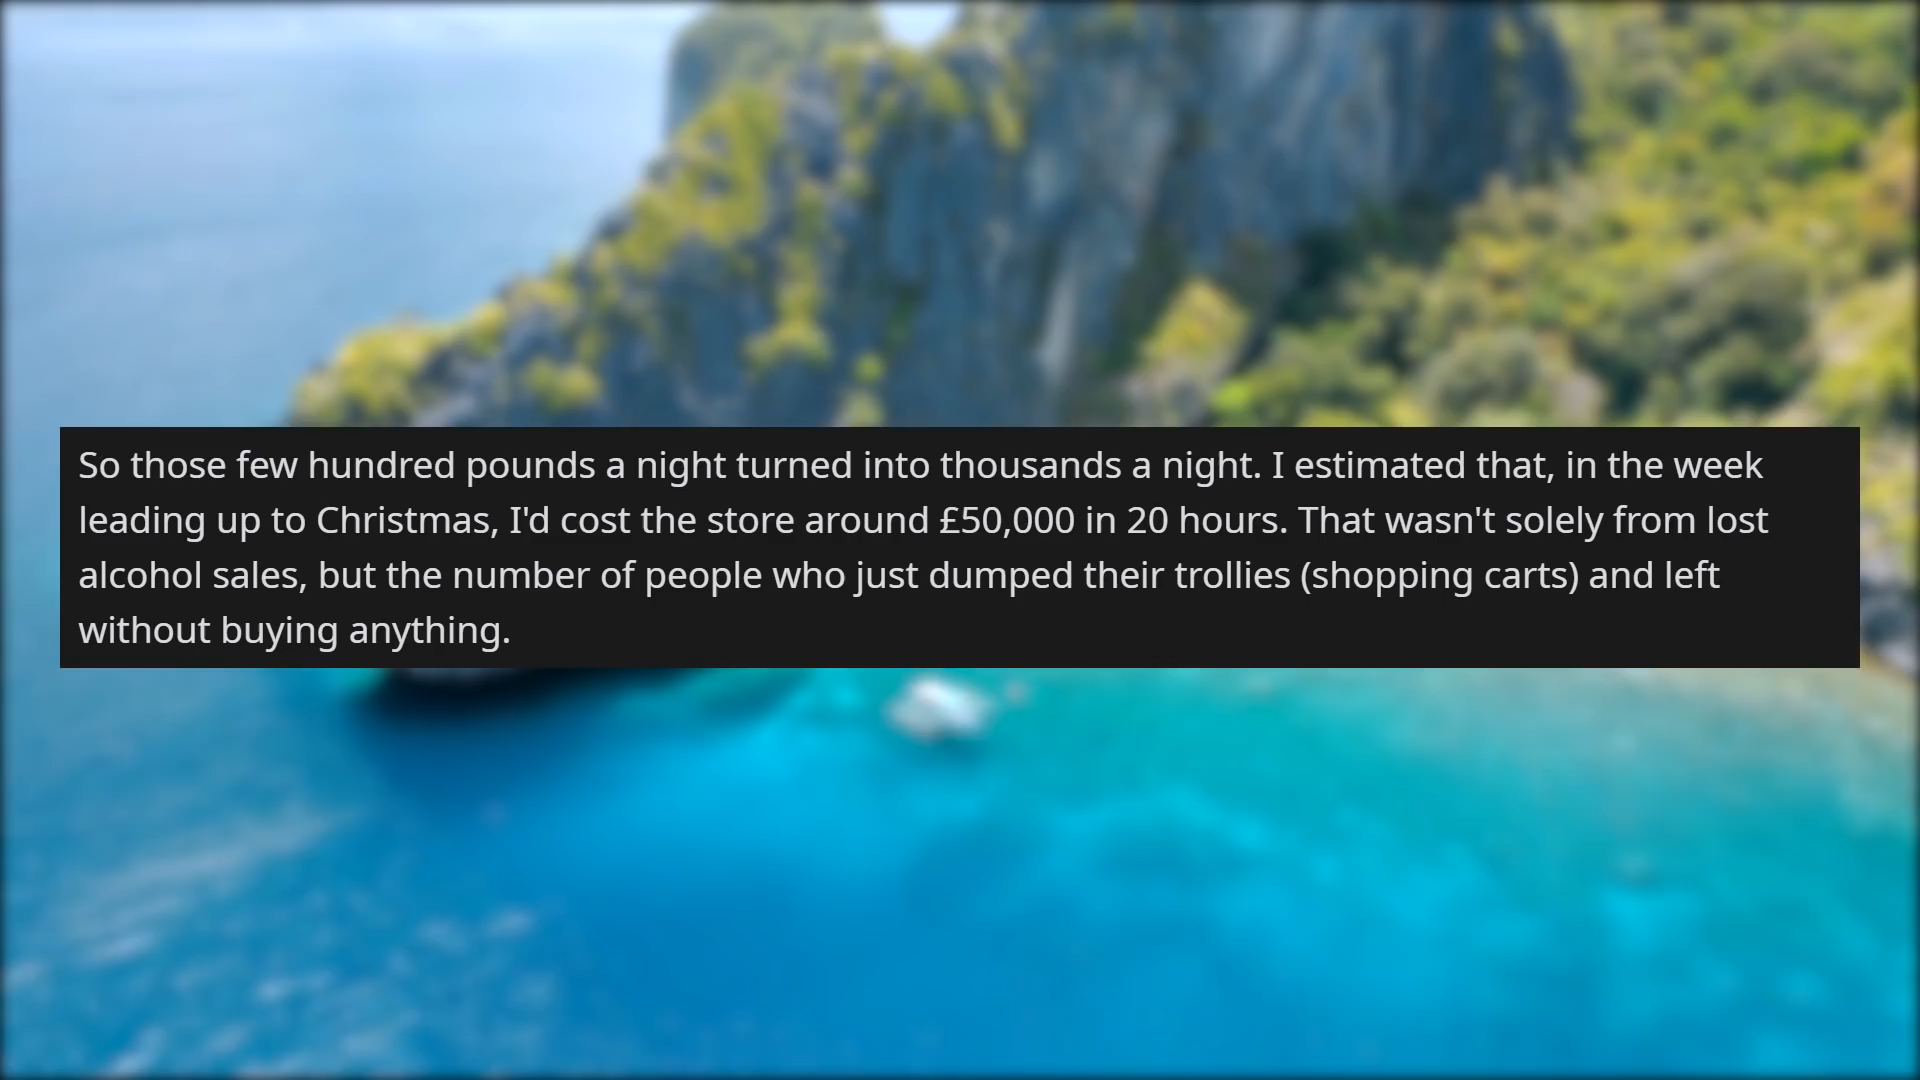 So those few hundred pounds a night turned into thousands a night. I estimated that, in the week
leading up to Christmas, I'd cost the store around £50,000 in 20 hours. That wasn't solely from lost
alcohol sales, but the number of people who just dumped their trollies (shopping carts) and left
without buying anything.